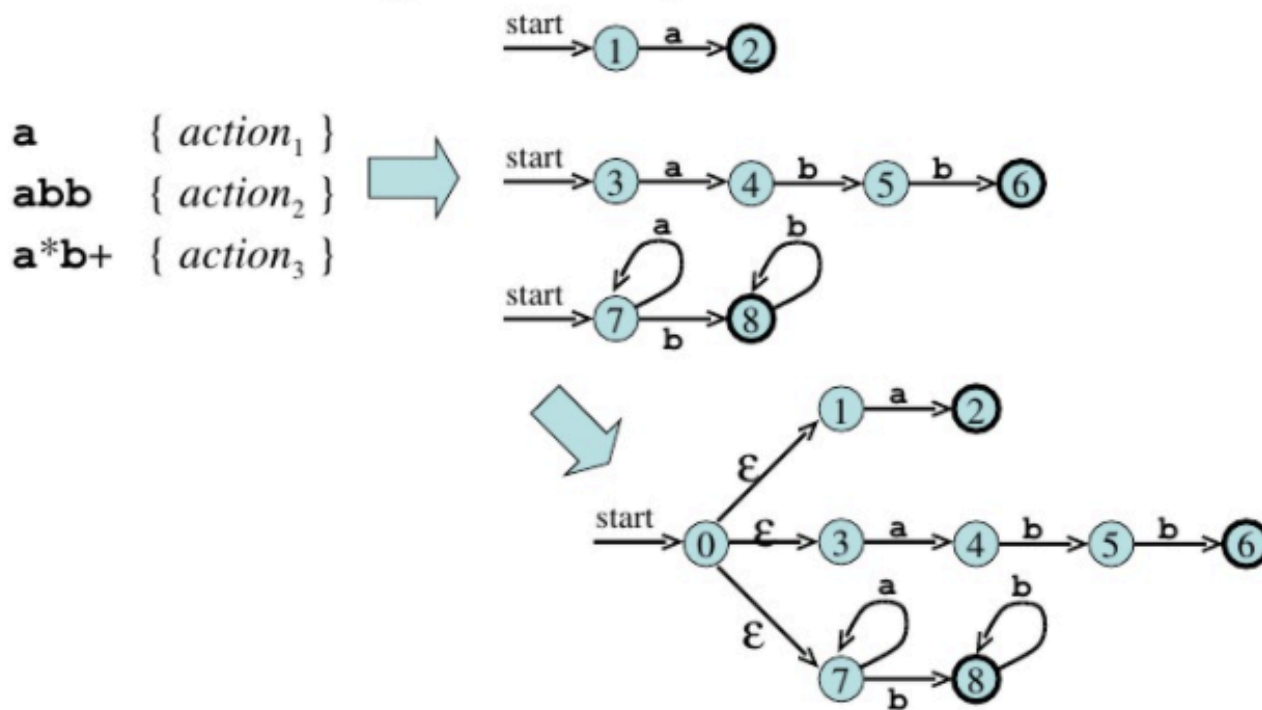 a { action₁ }
abb { action₂ }
a*b+ { action₃ }
start 1 a 2
start 3 a 4 b 5 b 6
a b
start 7 b 8
1 a 2
ε
start 0 ε 3 a 4 b 5 b 6
ε a b
7 b 8